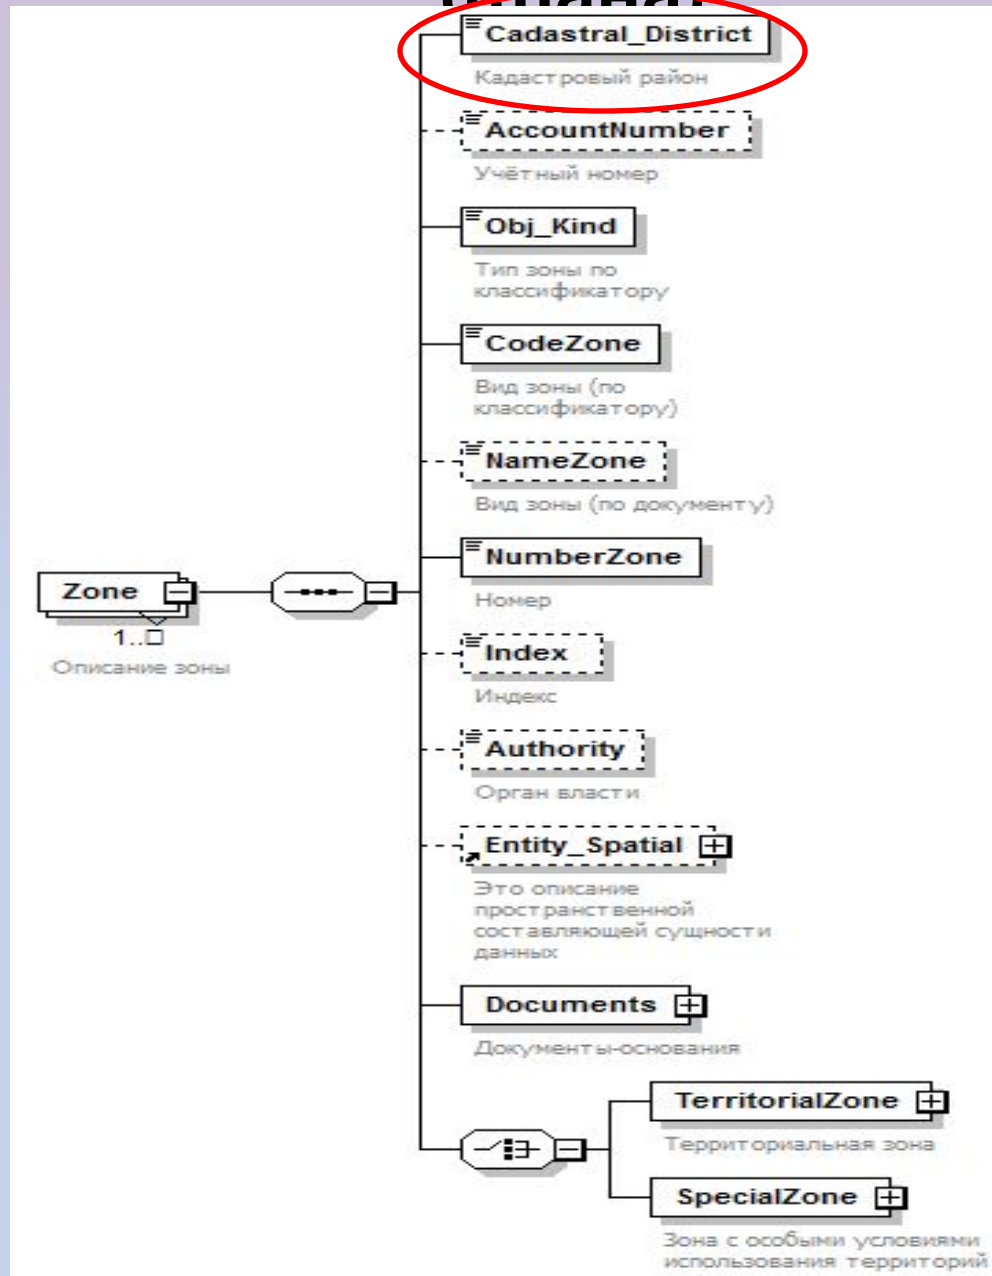 Cadastral_District
Кадастровый район
AccountNumber
Учётный номер
Obj_Kind
Тип зоны по
классификатору
CodeZone
Вид зоны (по
классификатору)
NameZone
Вид зоны (по документу)
NumberZone
Номер
Zone
1..□
Описание зоны
Index
Индекс
Authority
Орган власти
Entity_Spatial
Это описание
пространственной
составляющей сущности
данных
Documents
Документы-основания
TerritorialZone
Территориальная зона
SpecialZone
Зона с особыми условиями
использования территорий